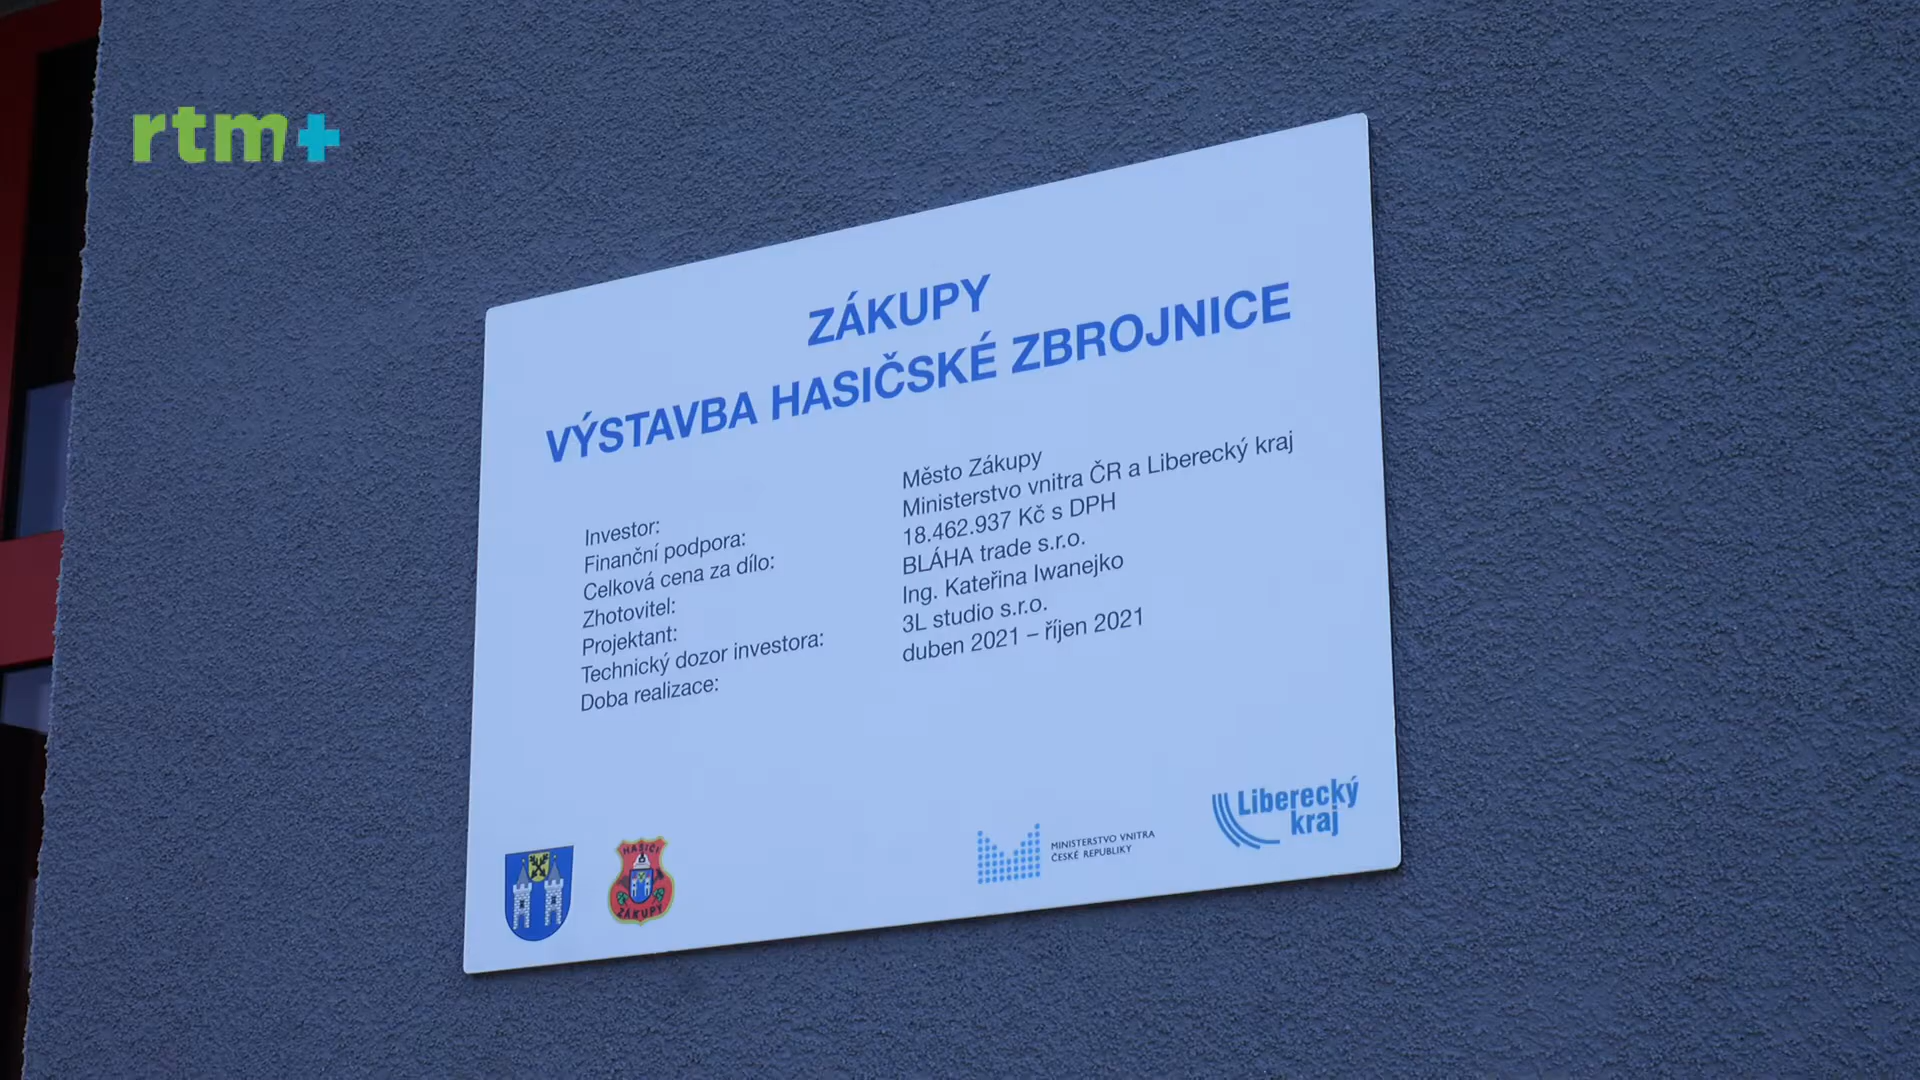 rtm+
ZÁKUPY
VÝSTAVBA HASIČSKÉ ZBROJNICE
Investor: Město Zákupy
Finanční podpora: Ministerstvo vnitra ČR a Liberecký kraj
Celková cena za dílo: 18.462.937 Kč s DPH
Zhotovitel: BLÁHA trade s.r.o.
Projektant: Ing. Kateřina Iwanejko
Technický dozor investora: 3L studio s.r.o.
Doba realizace: duben 2021 – říjen 2021
HASIČI
ZÁKUPY
MINISTERSTVO VNITRA
ČESKÉ REPUBLIKY
Liberecký
kraj